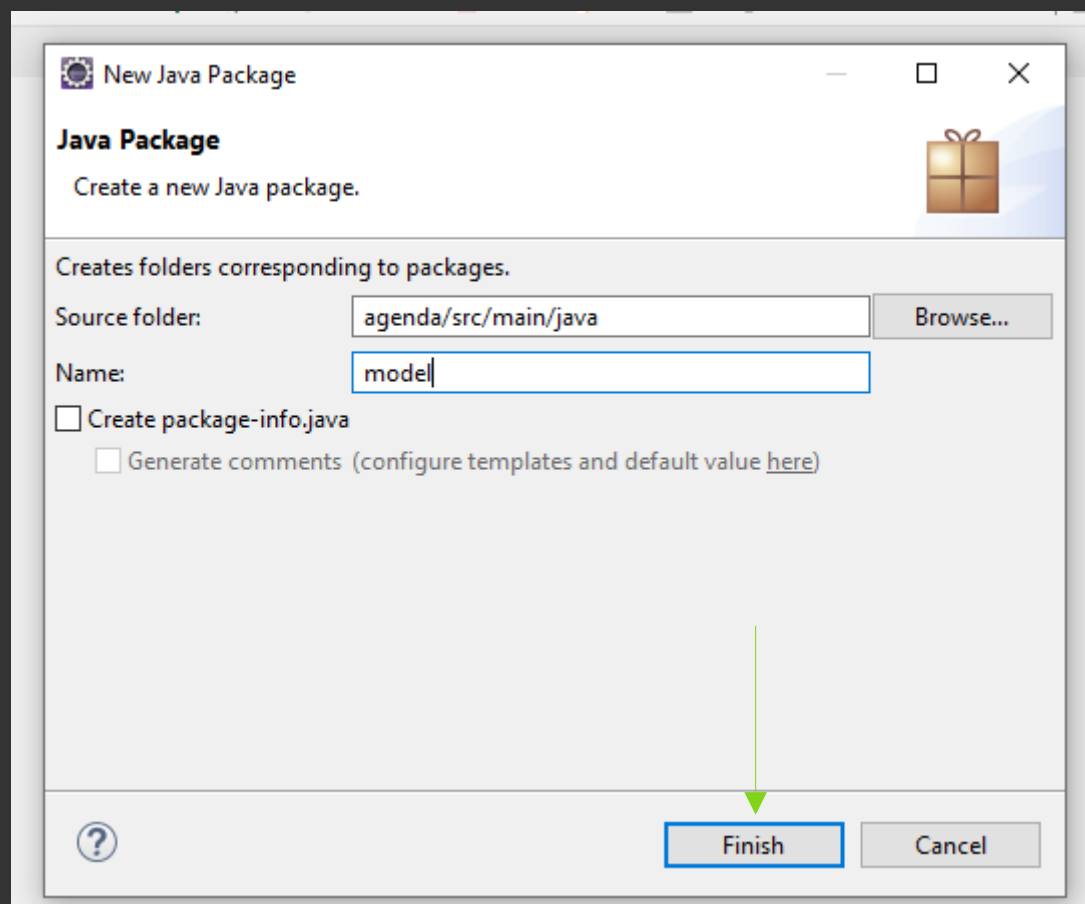 New Java Package
Java Package
Create a new Java package.
Creates folders corresponding to packages.
Source folder: agenda/src/main/java Browse...
Name: model
Create package-info.java
Generate comments (configure templates and default value here)
? Finish Cancel